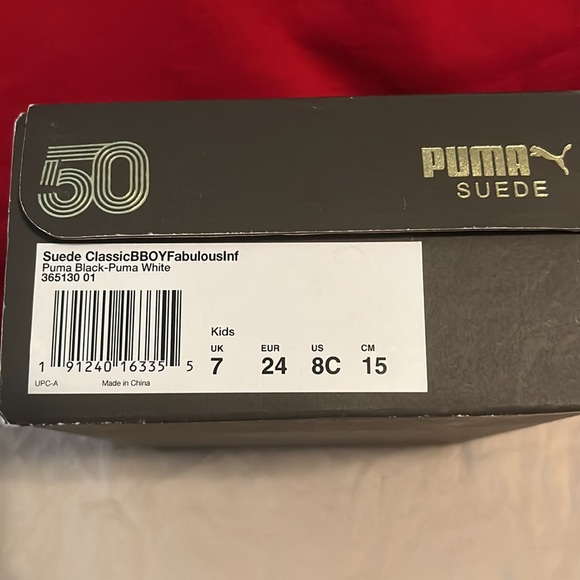 50
PUMA
SUEDE
Suede ClassicBBOYFabulousInf
Puma Black-Puma White
365130 01
1 91240 16335 5
UPC-A Made in China
Kids
UK EUR US CM
7 24 8C 15